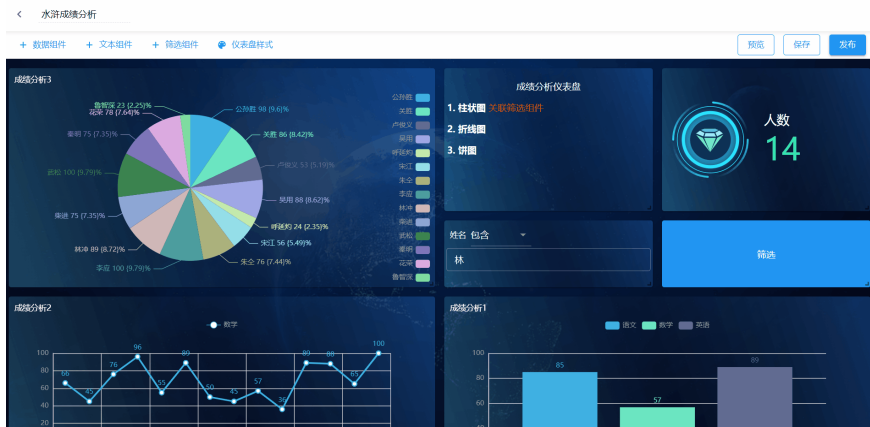 水浒成绩分析
+ 数据组件 + 文本组件 + 筛选组件 仪表盘样式 预览 保存 发布
成绩分析3
公孙胜 98 (9.6)%
关胜 86 (8.42)%
卢俊义 53 (5.19)%
吴用 88 (8.62)%
呼延灼 24 (2.35)%
宋江 56 (5.49)%
朱仝 76 (7.44)%
李应 100 (9.79)%
林冲 89 (8.72)%
柴进 75 (7.35)%
武松 100 (9.79)%
秦明 75 (7.35)%
花荣 78 (7.64)%
鲁智深 23 (2.25)%
公孙胜
关胜
卢俊义
吴用
呼延灼
宋江
朱仝
李应
林冲
柴进
武松
秦明
花荣
鲁智深
成绩分析仪表盘
1. 柱状图 关联筛选组件
2. 折线图
3. 饼图
人数
14
姓名 包含
林
筛选
成绩分析2
数学
100
80
60
40
20
66
45
76
96
55
89
50
45
57
36
89
88
65
100
成绩分析1
语文 数学 英语
100
80
60
85
57
89